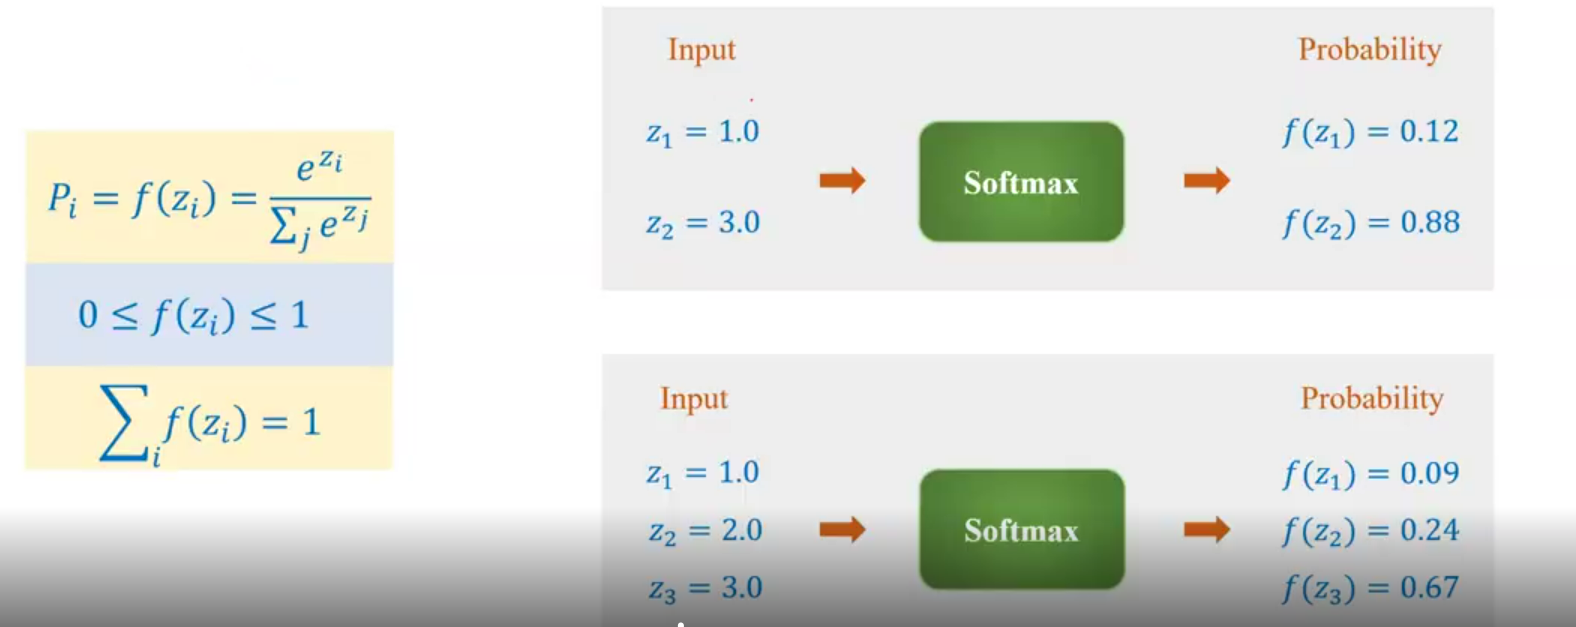 P_i = f(z_i) = e^{z_i} / ∑_j e^{z_j}
0 ≤ f(z_i) ≤ 1
∑_i f(z_i) = 1
Input Probability
z_1 = 1.0 f(z_1) = 0.12
Softmax
z_2 = 3.0 f(z_2) = 0.88
Input Probability
z_1 = 1.0 f(z_1) = 0.09
z_2 = 2.0 Softmax f(z_2) = 0.24
z_3 = 3.0 f(z_3) = 0.67